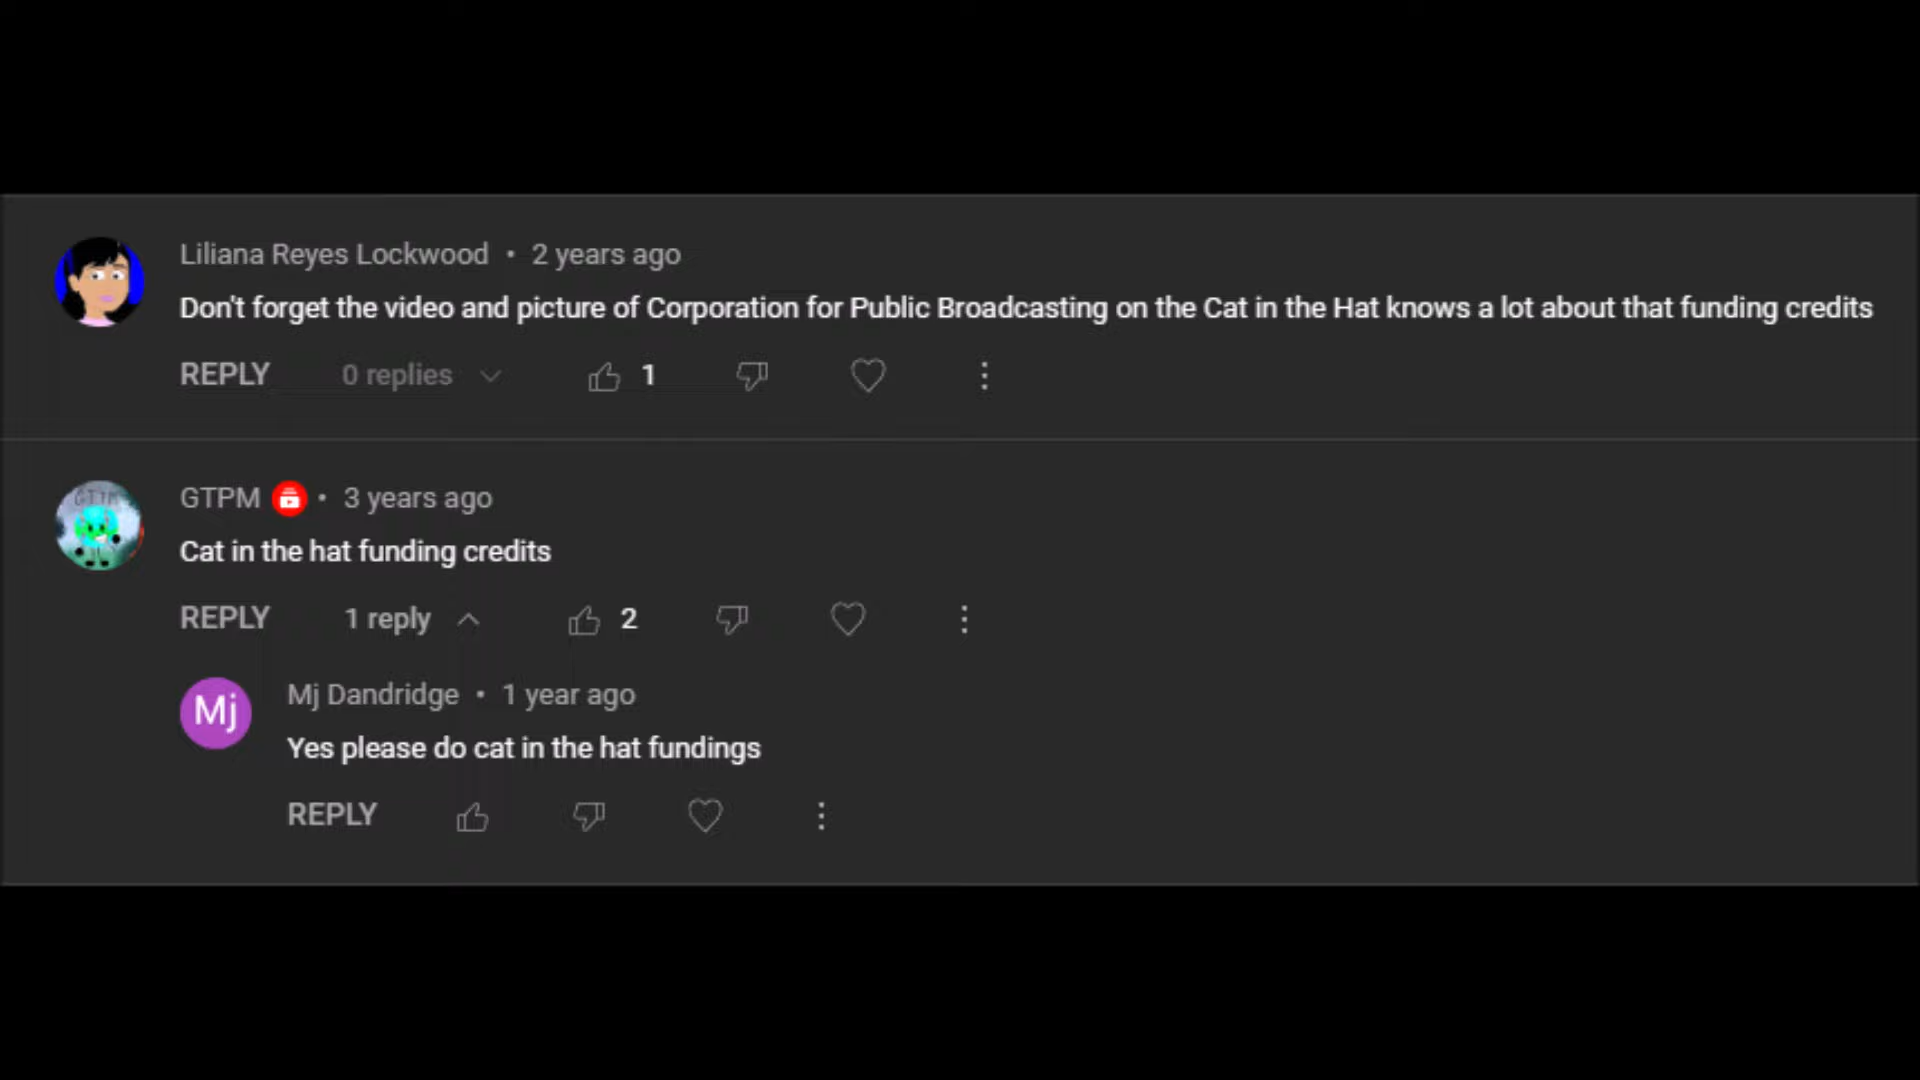 Liliana Reyes Lockwood • 2 years ago
Don't forget the video and picture of Corporation for Public Broadcasting on the Cat in the Hat knows a lot about that funding credits
REPLY 0 replies 1
GTPM • 3 years ago
Cat in the hat funding credits
REPLY 1 reply 2
Mj
Mj Dandridge • 1 year ago
Yes please do cat in the hat fundings
REPLY